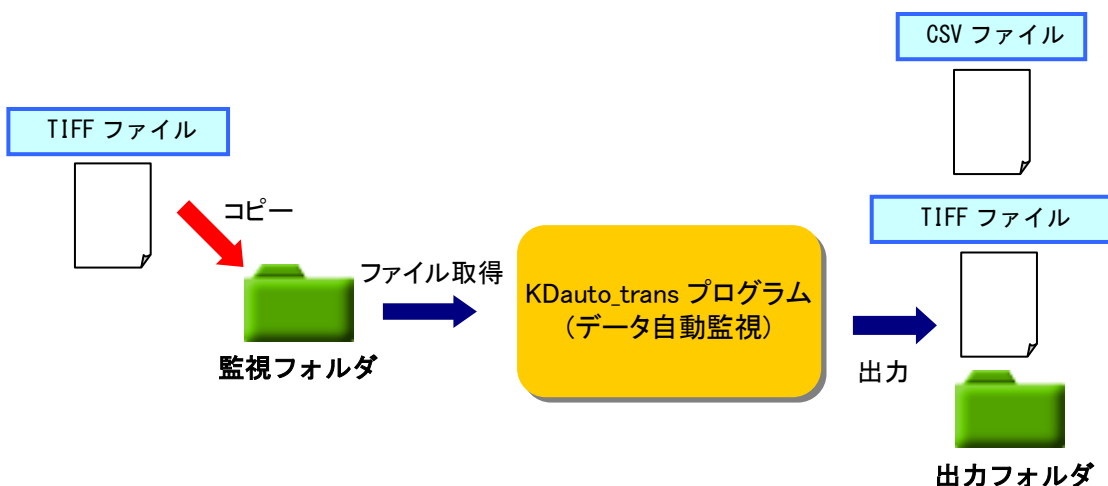 CSV ファイル
TIFF ファイル
コピー
TIFF ファイル
ファイル取得
KDauto_trans プログラム
(データ自動監視)
監視フォルダ
出力
出力フォルダ